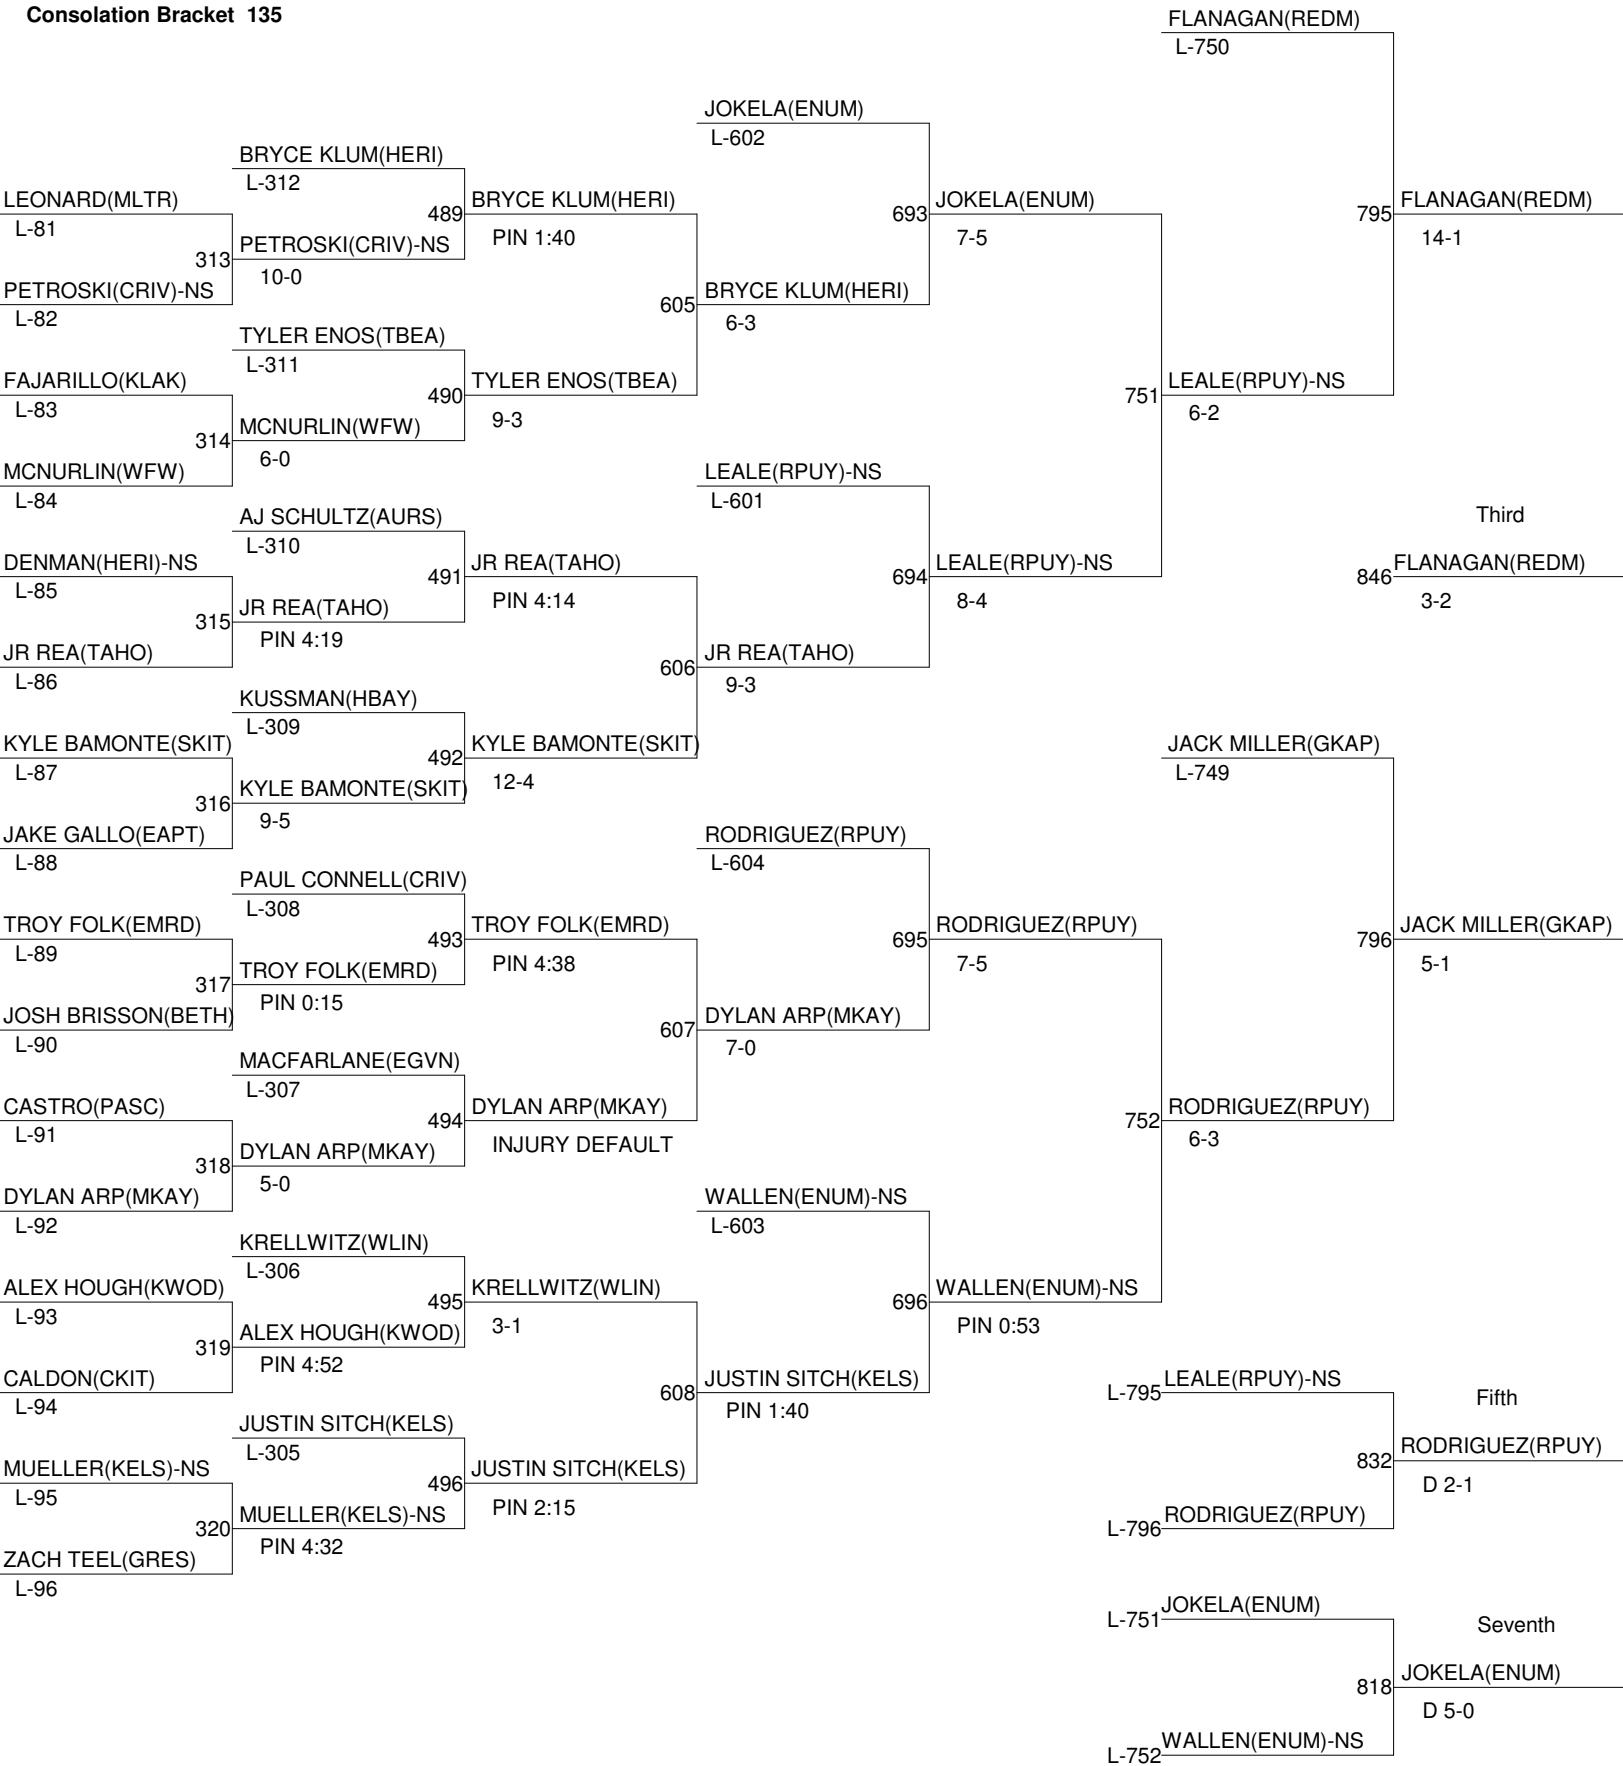 Consolation Bracket 135
LEONARD(MLTR)
L-81
313
PETROSKI(CRIV)-NS
L-82
FAJARILLO(KLAK)
L-83
314
MCNURLIN(WFW)
L-84
DENMAN(HERI)-NS
L-85
315
JR REA(TAHO)
L-86
KYLE BAMONTE(SKIT)
L-87
316
JAKE GALLO(EAPT)
L-88
TROY FOLK(EMRD)
L-89
317
JOSH BRISSON(BETH)
L-90
CASTRO(PASC)
L-91
318
DYLAN ARP(MKAY)
L-92
ALEX HOUGH(KWOD)
L-93
319
CALDON(CKIT)
L-94
MUELLER(KELS)-NS
L-95
320
ZACH TEEL(GRES)
L-96
BRYCE KLUM(HERI)
L-312
489
PETROSKI(CRIV)-NS
10-0
TYLER ENOS(TBEA)
L-311
490
MCNURLIN(WFW)
6-0
AJ SCHULTZ(AURS)
L-310
491
JR REA(TAHO)
PIN 4:19
KUSSMAN(HBAY)
L-309
492
KYLE BAMONTE(SKIT)
9-5
PAUL CONNELL(CRIV)
L-308
493
TROY FOLK(EMRD)
PIN 0:15
MACFARLANE(EGVN)
L-307
494
DYLAN ARP(MKAY)
5-0
KRELLWITZ(WLIN)
L-306
495
ALEX HOUGH(KWOD)
PIN 4:52
JUSTIN SITCH(KELS)
L-305
496
MUELLER(KELS)-NS
PIN 4:32
BRYCE KLUM(HERI)
PIN 1:40
605
TYLER ENOS(TBEA)
9-3
JR REA(TAHO)
PIN 4:14
606
KYLE BAMONTE(SKIT)
12-4
TROY FOLK(EMRD)
PIN 4:38
607
DYLAN ARP(MKAY)
INJURY DEFAULT
KRELLWITZ(WLIN)
3-1
608
JUSTIN SITCH(KELS)
PIN 2:15
JOKELA(ENUM)
L-602
693
BRYCE KLUM(HERI)
6-3
LEALE(RPUY)-NS
L-601
694
JR REA(TAHO)
9-3
RODRIGUEZ(RPUY)
L-604
695
DYLAN ARP(MKAY)
7-0
WALLEN(ENUM)-NS
L-603
696
JUSTIN SITCH(KELS)
PIN 1:40
JOKELA(ENUM)
7-5
751
LEALE(RPUY)-NS
8-4
RODRIGUEZ(RPUY)
7-5
752
WALLEN(ENUM)-NS
PIN 0:53
FLANAGAN(REDM)
L-750
795
LEALE(RPUY)-NS
6-2
JACK MILLER(GKAP)
L-749
796
RODRIGUEZ(RPUY)
6-3
FLANAGAN(REDM)
14-1
Third
846
FLANAGAN(REDM)
3-2
JACK MILLER(GKAP)
5-1
L-795
LEALE(RPUY)-NS
Fifth
832
RODRIGUEZ(RPUY)
D 2-1
L-796
RODRIGUEZ(RPUY)
L-751
JOKELA(ENUM)
Seventh
818
JOKELA(ENUM)
D 5-0
L-752
WALLEN(ENUM)-NS